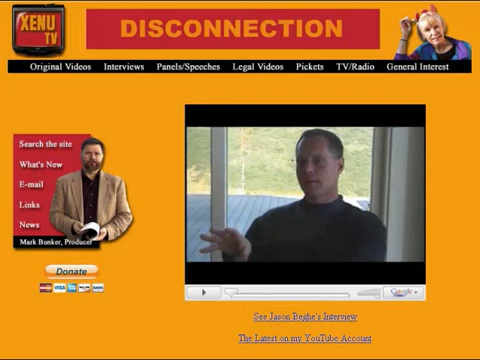 XENU
TV
DISCONNECTION
Original Videos Interviews Panels/Speeches Legal Videos Pickets TV/Radio General Interest
Search the site
What's New
E-mail
Links
News
Mark Bunker, Producer
Donate
VISA
Google
See Jason Beghe's Interview
The Latest on my YouTube Account